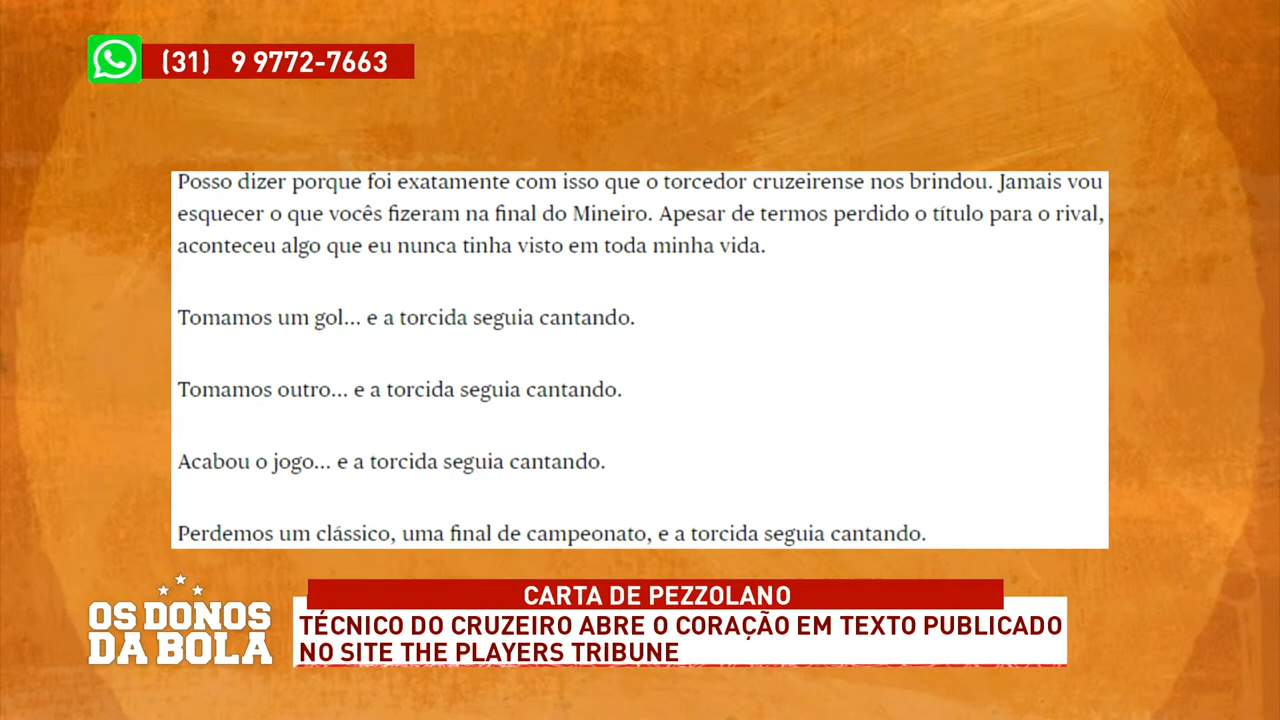 (31) 9 9772-7663
Posso dizer porque foi exatamente com isso que o torcedor cruzeirense nos brindou. Jamais vou
esquecer o que vocês fizeram na final do Mineiro. Apesar de termos perdido o título para o rival,
aconteceu algo que eu nunca tinha visto em toda minha vida.
Tomamos um gol... e a torcida seguia cantando.
Tomamos outro... e a torcida seguia cantando.
Acabou o jogo... e a torcida seguia cantando.
Perdemos um clássico, uma final de campeonato, e a torcida seguia cantando.
OS DONOS
DA BOLA
CARTA DE PEZZOLANO
TÉCNICO DO CRUZEIRO ABRE O CORAÇÃO EM TEXTO PUBLICADO
NO SITE THE PLAYERS TRIBUNE